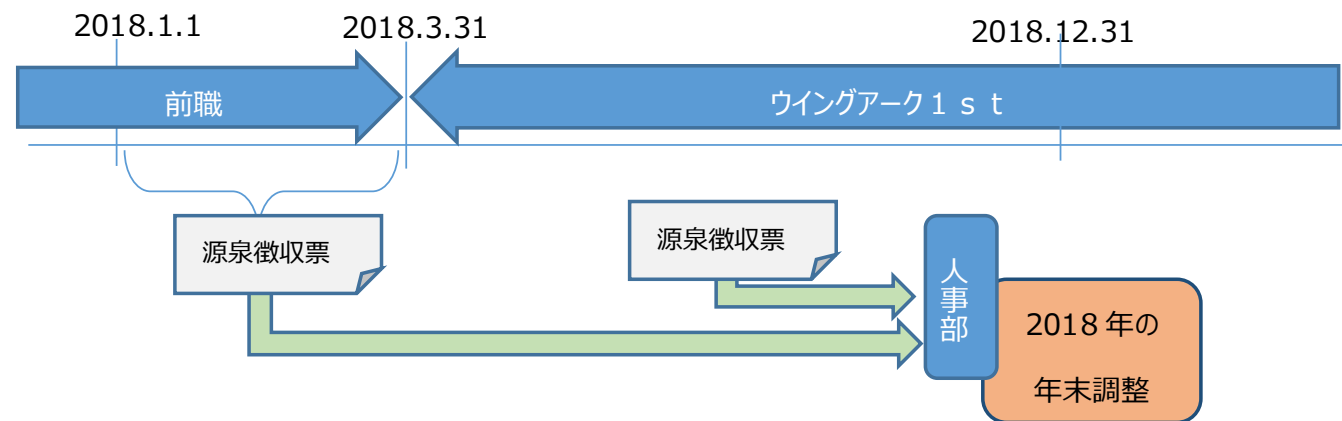 2018.1.1
2018.3.31
2018.12.31
前職
ウイングアーク1ｓｔ
源泉徴収票
源泉徴収票
人事部
2018年の
年末調整